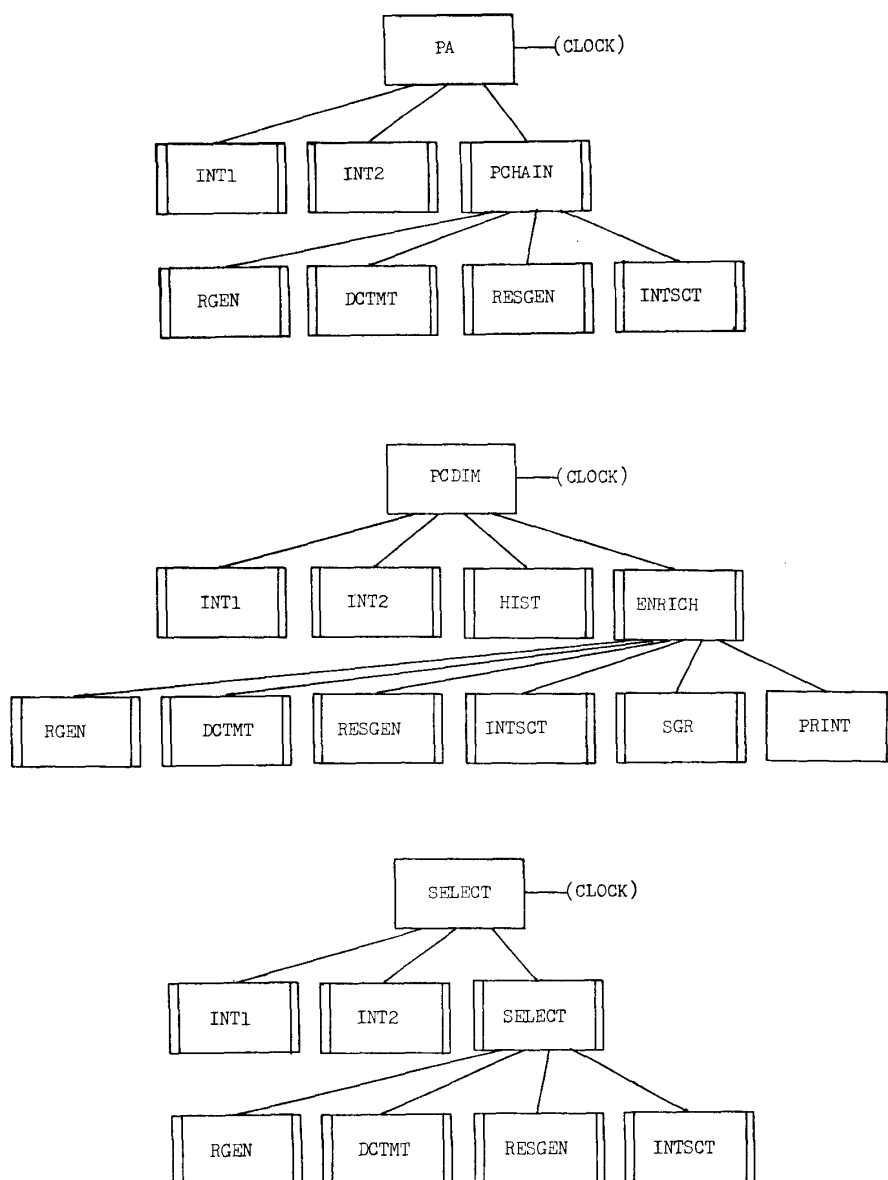 PA (CLOCK)
INT1 INT2 PCHAIN
RGEN DCTMT RESGEN INTSCT
PCDIM (CLOCK)
INT1 INT2 HIST ENRICH
RGEN DCTMT RESGEN INTSCT SGR PRINT
SELECT (CLOCK)
INT1 INT2 SELECT
RGEN DCTMT RESGEN INTSCT